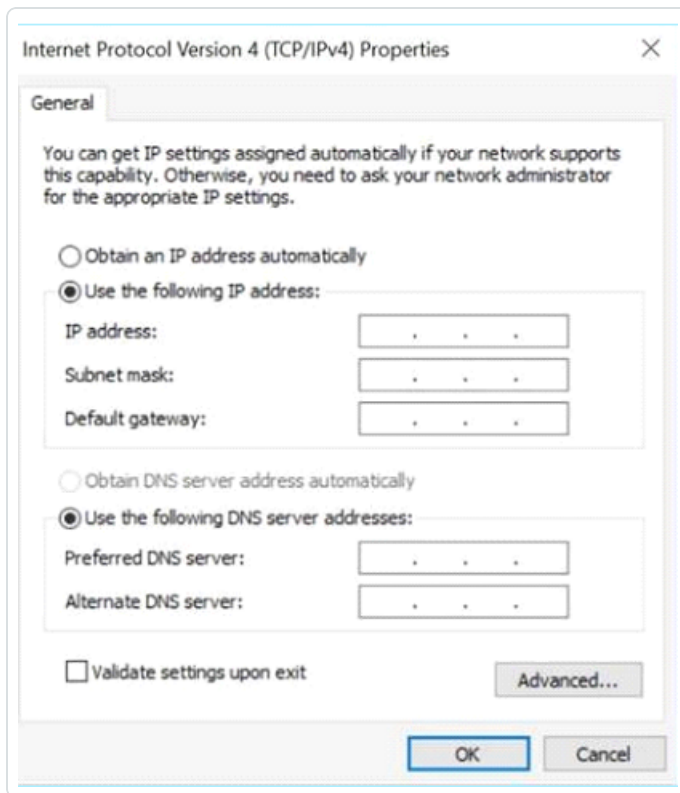 Internet Protocol Version 4 (TCP/IPv4) Properties
General
You can get IP settings assigned automatically if your network supports
this capability. Otherwise, you need to ask your network administrator
for the appropriate IP settings.
Obtain an IP address automatically
Use the following IP address:
IP address:
Subnet mask:
Default gateway:
Obtain DNS server address automatically
Use the following DNS server addresses:
Preferred DNS server:
Alternate DNS server:
Validate settings upon exit
Advanced...
OK
Cancel